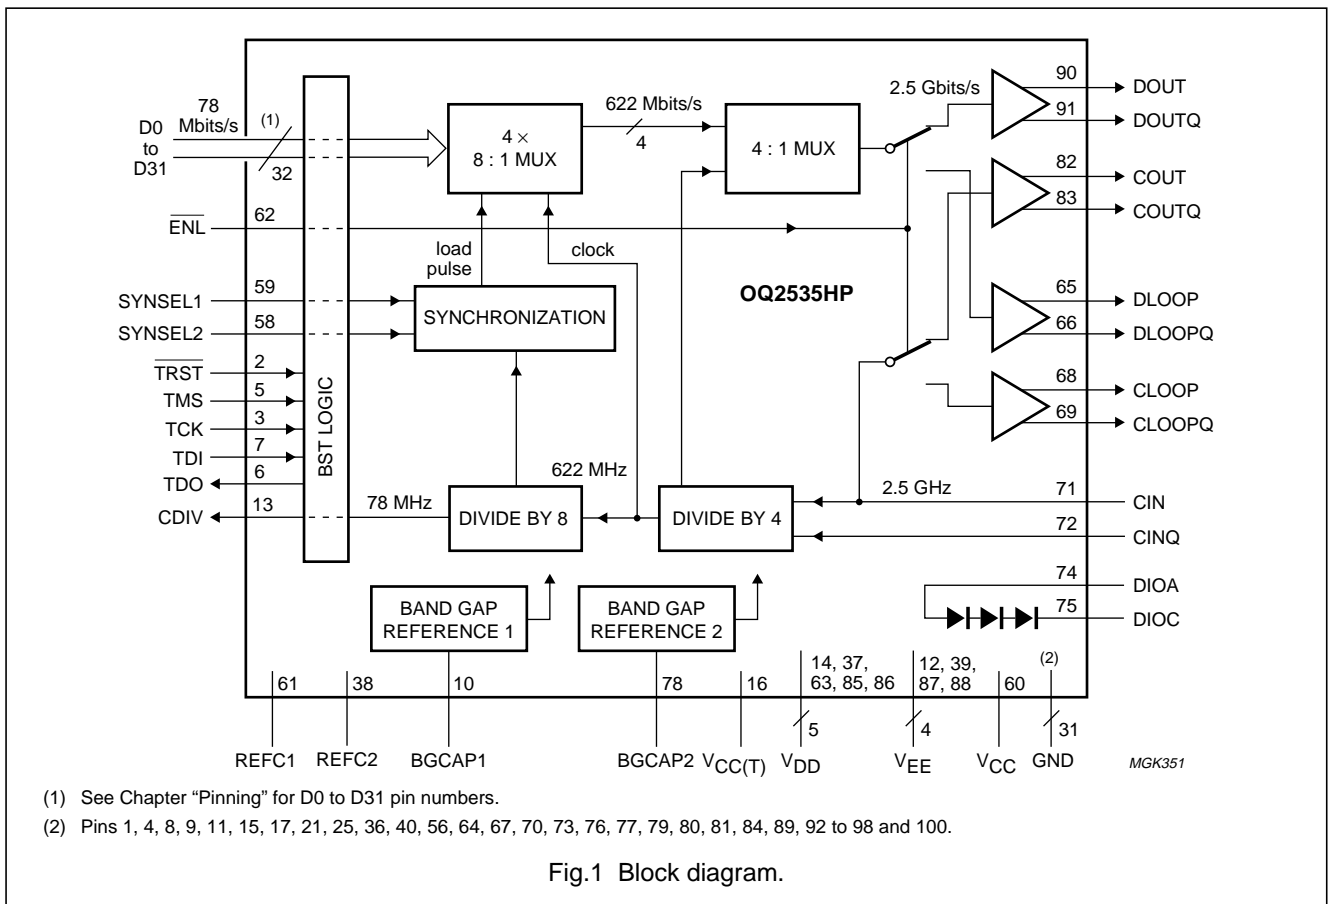 78
Mbits/s
(1)
D0
to
D31
32
4 ×
8 : 1 MUX
622 Mbits/s
4
4 : 1 MUX
2.5 Gbits/s
90
DOUT
91
DOUTQ
82
COUT
83
COUTQ
ENL
62
load
pulse
clock
OQ2535HP
SYNSEL1
59
SYNSEL2
58
SYNCHRONIZATION
65
DLOOP
66
DLOOPQ
TRST
2
TMS
5
TCK
3
TDI
7
TDO
6
CDIV
13
BST LOGIC
68
CLOOP
69
CLOOPQ
78 MHz
DIVIDE BY 8
622 MHz
DIVIDE BY 4
2.5 GHz
71
CIN
72
CINQ
BAND GAP
REFERENCE 1
BAND GAP
REFERENCE 2
74
DIOA
75
DIOC
61
38
10
78
16
14, 37,
63, 85, 86
12, 39,
87, 88
60
(2)
5
4
31
REFC1
REFC2
BGCAP1
BGCAP2
VCC(T)
VDD
VEE
VCC
GND
MGK351
(1) See Chapter “Pinning” for D0 to D31 pin numbers.
(2) Pins 1, 4, 8, 9, 11, 15, 17, 21, 25, 36, 40, 56, 64, 67, 70, 73, 76, 77, 79, 80, 81, 84, 89, 92 to 98 and 100.
Fig.1 Block diagram.